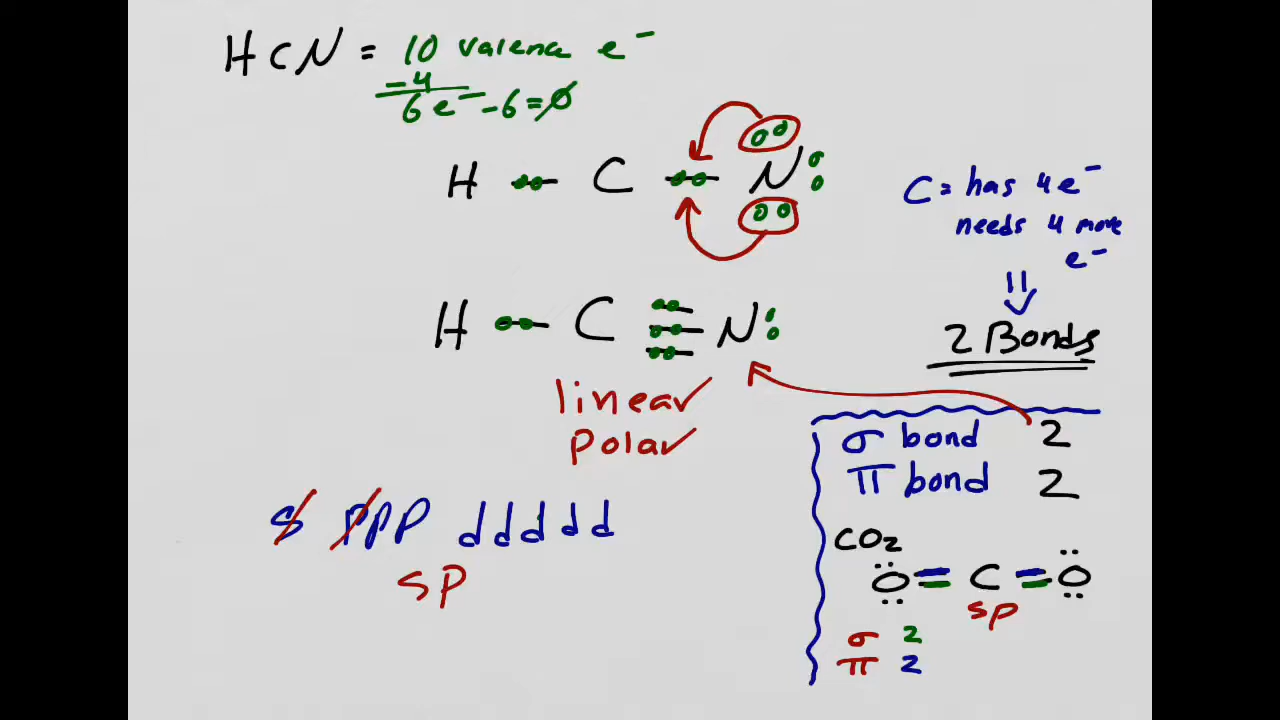 HCN = 10 valence e⁻
-4
6e⁻ -6=0
H - C - N
C = has 4e⁻
needs 4 more
e⁻
H - C ≡ N:
2 Bonds
linear
polar
σ bond 2
π bond 2
s p p p d d d d d
sp
CO₂
O = C = O
sp
σ 2
π 2